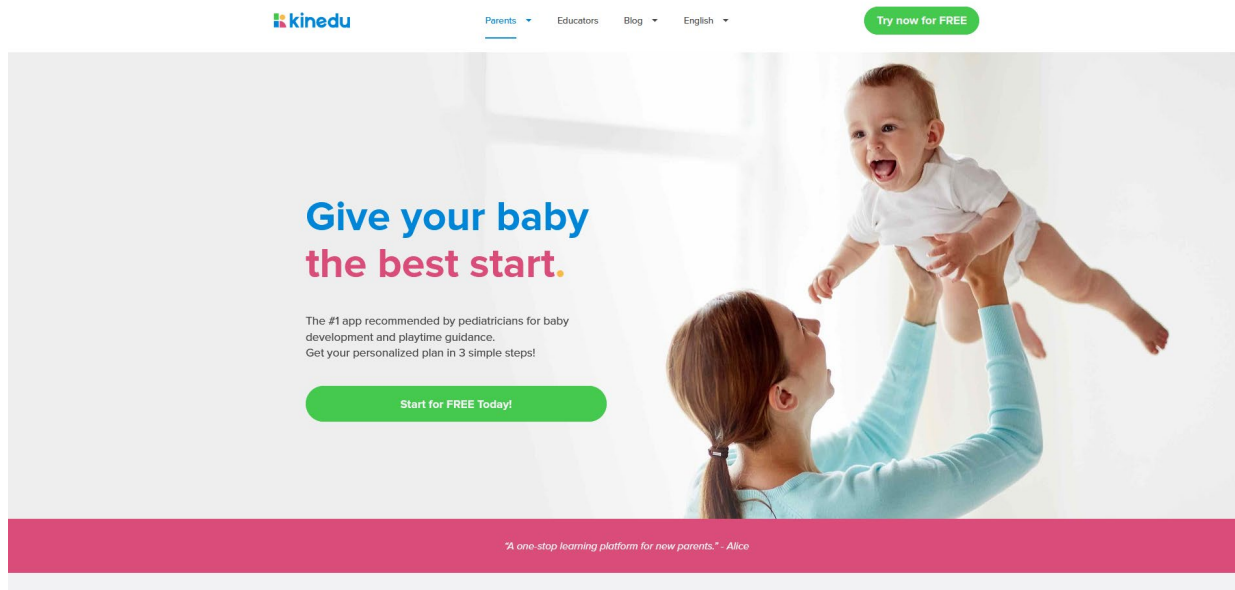 kinedu
Parents
Educators
Blog
English
Try now for FREE
Give your baby
the best start.
The #1 app recommended by pediatricians for baby
development and playtime guidance.
Get your personalized plan in 3 simple steps!
Start for FREE Today!
"A one-stop learning platform for new parents." - Alice